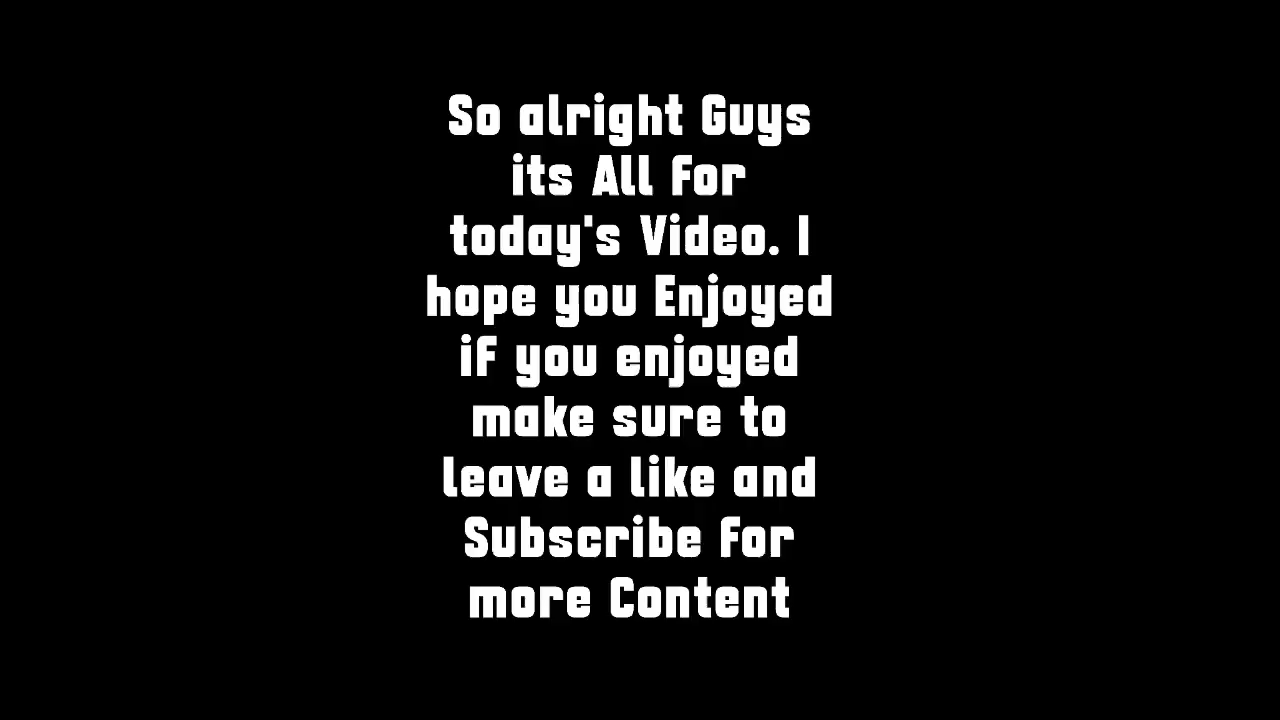 So alright Guys
its All For
today's Video. I
hope you Enjoyed
iF you enjoyed
make sure to
leave a like and
Subscribe For
more Content